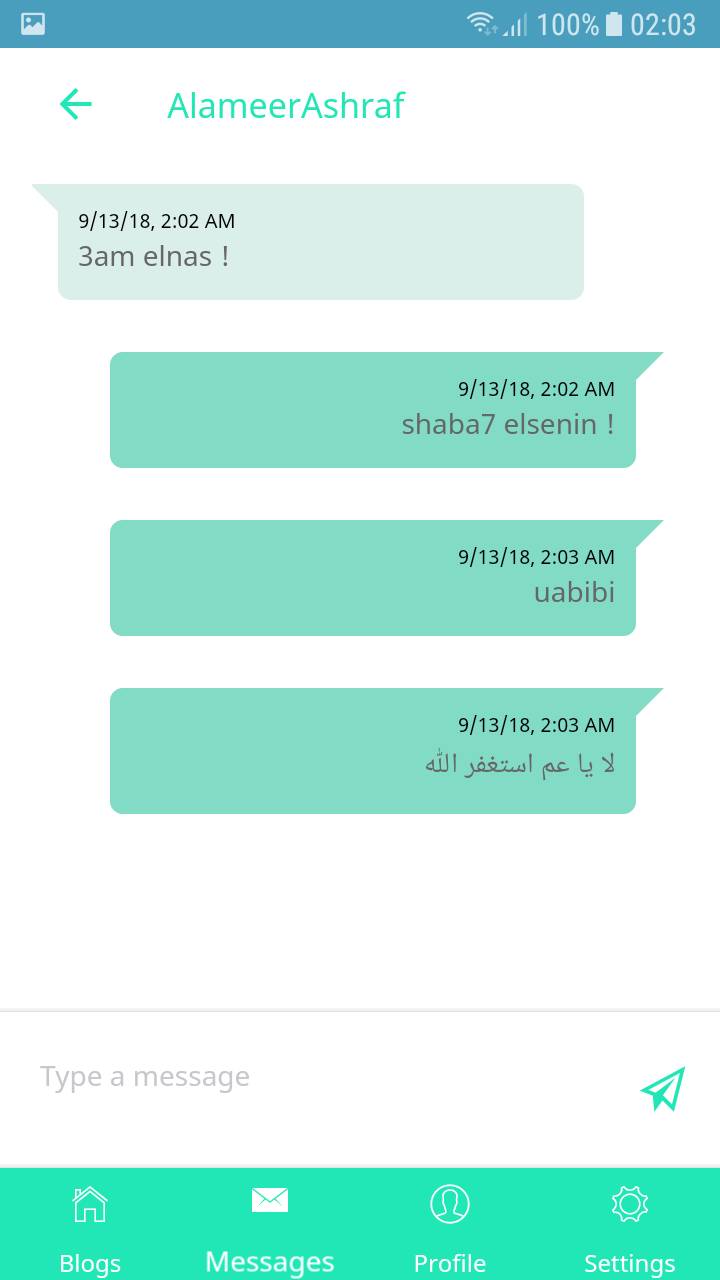 100% 02:03
AlameerAshraf
9/13/18, 2:02 AM
3am elnas !
9/13/18, 2:02 AM
shaba7 elsenin !
9/13/18, 2:03 AM
uabibi
9/13/18, 2:03 AM
لا يا عم استغفر الله
Type a message
Blogs Messages Profile Settings